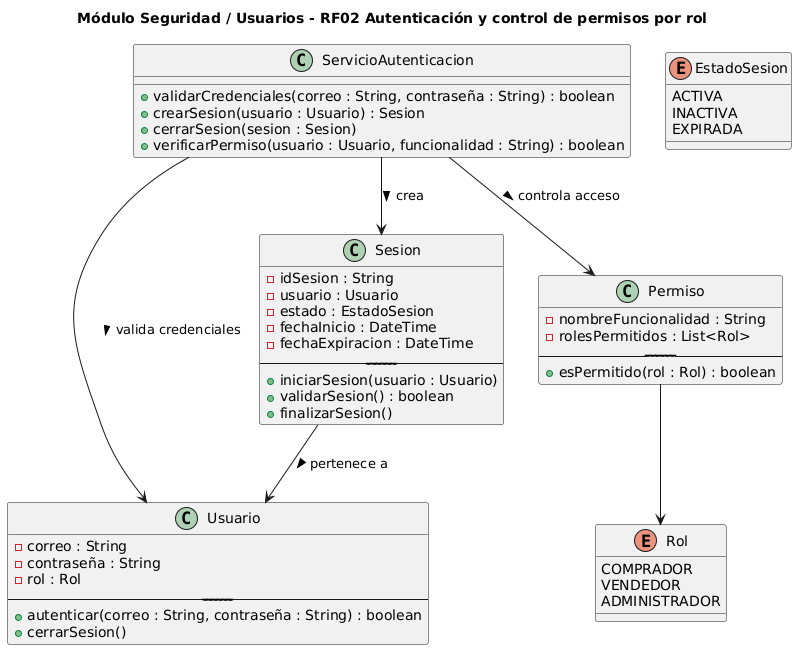 Módulo Seguridad / Usuarios - RF02 Autenticación y control de permisos por rol
C ServicioAutenticacion
validarCredenciales(correo : String, contraseña : String) : boolean
crearSesion(usuario : Usuario) : Sesion
cerrarSesion(sesion : Sesion)
verificarPermiso(usuario : Usuario, funcionalidad : String) : boolean
E EstadoSesion
ACTIVA
INACTIVA
EXPIRADA
crea
controla acceso
valida credenciales
C Sesion
idSesion : String
usuario : Usuario
estado : EstadoSesion
fechaInicio : DateTime
fechaExpiracion : DateTime
iniciarSesion(usuario : Usuario)
validarSesion() : boolean
finalizarSesion()
C Permiso
nombreFuncionalidad : String
rolesPermitidos : List<Rol>
esPermitido(rol : Rol) : boolean
pertenece a
C Usuario
correo : String
contraseña : String
rol : Rol
autenticar(correo : String, contraseña : String) : boolean
cerrarSesion()
E Rol
COMPRADOR
VENDEDOR
ADMINISTRADOR